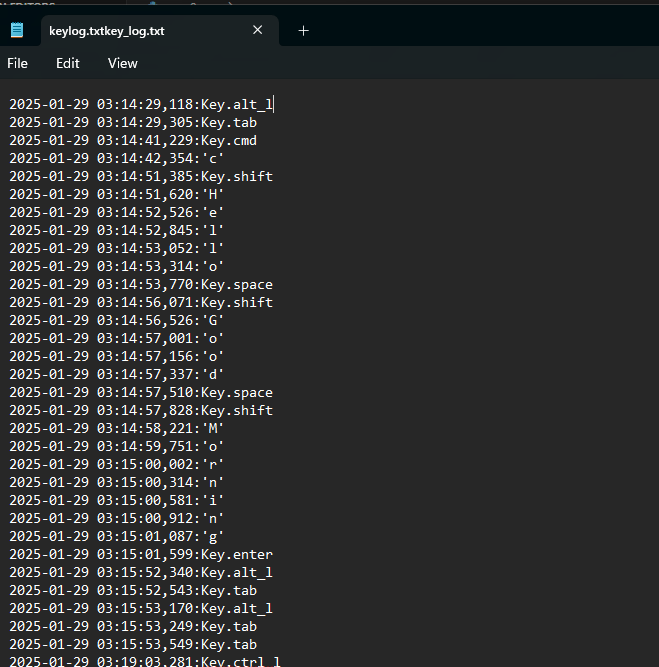 keylog.txtkey_log.txt
File Edit View
2025-01-29 03:14:29,118:Key.alt_l
2025-01-29 03:14:29,305:Key.tab
2025-01-29 03:14:41,229:Key.cmd
2025-01-29 03:14:42,354:'c'
2025-01-29 03:14:51,385:Key.shift
2025-01-29 03:14:51,620:'H'
2025-01-29 03:14:52,526:'e'
2025-01-29 03:14:52,845:'l'
2025-01-29 03:14:53,052:'l'
2025-01-29 03:14:53,314:'o'
2025-01-29 03:14:53,770:Key.space
2025-01-29 03:14:56,071:Key.shift
2025-01-29 03:14:56,526:'G'
2025-01-29 03:14:57,001:'o'
2025-01-29 03:14:57,156:'o'
2025-01-29 03:14:57,337:'d'
2025-01-29 03:14:57,510:Key.space
2025-01-29 03:14:57,828:Key.shift
2025-01-29 03:14:58,221:'M'
2025-01-29 03:14:59,751:'o'
2025-01-29 03:15:00,002:'r'
2025-01-29 03:15:00,314:'n'
2025-01-29 03:15:00,581:'i'
2025-01-29 03:15:00,912:'n'
2025-01-29 03:15:01,087:'g'
2025-01-29 03:15:01,599:Key.enter
2025-01-29 03:15:52,340:Key.alt_l
2025-01-29 03:15:52,543:Key.tab
2025-01-29 03:15:53,170:Key.alt_l
2025-01-29 03:15:53,249:Key.tab
2025-01-29 03:15:53,549:Key.tab
2025-01-29 03:19:03,281:Key.ctrl_l